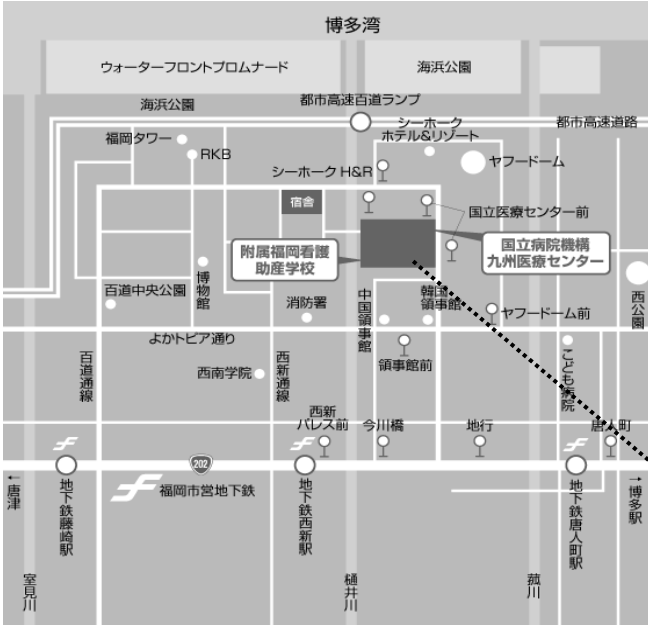 博多湾
ウォーターフロントプロムナード
海浜公園
海浜公園
都市高速百道ランプ
都市高速道路
福岡タワー
RKB
シーホーク
ホテル&リゾート
ヤフードーム
シーホーク H&R
宿舎
国立医療センター前
附属福岡看護
助産学校
国立病院機構
九州医療センター
博物館
百道中央公園
消防署
中国領事館
韓国
領事館
ヤフードーム前
西公園
よかトピア通り
百道通線
西南学院
西新通線
領事館前
こども病院
西新
パレス前
今川橋
地行
唐人町
202
←唐津
地下鉄藤崎駅
福岡市営地下鉄
地下鉄西新駅
地下鉄唐人町駅
→博多駅
室見川
樋井川
菰川